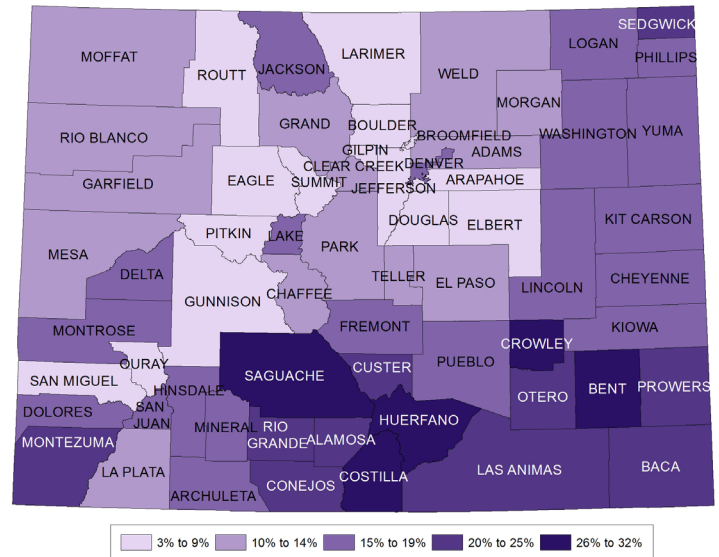 SEDGWICK
LOGAN
PHILLIPS
MOFFAT
ROUTT
JACKSON
LARIMER
WELD
MORGAN
WASHINGTON
YUMA
RIO BLANCO
GRAND
BOULDER
BROOMFIELD
GILPIN
ADAMS
CLEAR CREEK
DENVER
GARFIELD
EAGLE
SUMMIT
JEFFERSON
ARAPAHOE
DOUGLAS
ELBERT
KIT CARSON
PITKIN
LAKE
PARK
MESA
DELTA
TELLER
EL PASO
LINCOLN
CHEYENNE
GUNNISON
CHAFFEE
MONTROSE
FREMONT
KIOWA
CROWLEY
OURAY
PUEBLO
CUSTER
SAGUACHE
SAN MIGUEL
HINSDALE
OTERO
BENT
PROWERS
DOLORES
SAN
JUAN
MINERAL
RIO
GRANDE
ALAMOSA
HUERFANO
MONTEZUMA
LA PLATA
ARCHULETA
CONEJOS
COSTILLA
LAS ANIMAS
BACA
3% to 9%
10% to 14%
15% to 19%
20% to 25%
26% to 32%